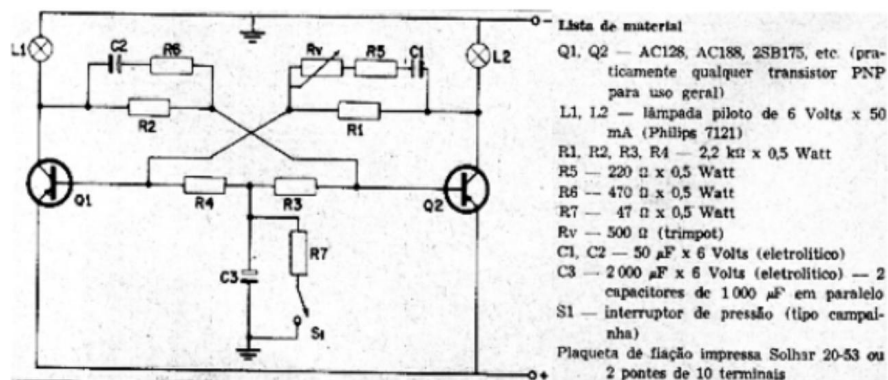 L1
C2
R6
Rv
R5
C1
L2
R2
R1
Q1
R4
R3
Q2
C3
R7
S1
−
+
Lista de material
Q1, Q2 — AC128, AC188, 2SB175, etc. (pra-
ticamente qualquer transistor PNP
para uso geral)
L1, L2 — lâmpada piloto de 6 Volts x 50
mA (Philips 7121)
R1, R2, R3, R4 — 2,2 kΩ x 0,5 Watt
R5 — 220 Ω x 0,5 Watt
R6 — 470 Ω x 0,5 Watt
R7 — 47 Ω x 0,5 Watt
Rv — 500 Ω (trimpot)
C1, C2 — 50 µF x 6 Volts (eletrolítico)
C3 — 2 000 µF x 6 Volts (eletrolítico) — 2
capacitores de 1 000 µF em paralelo
S1 — interruptor de pressão (tipo campai-
nha)
Plaqueta de fiação impressa Solhar 20-53 ou
2 pontes de 10 terminais